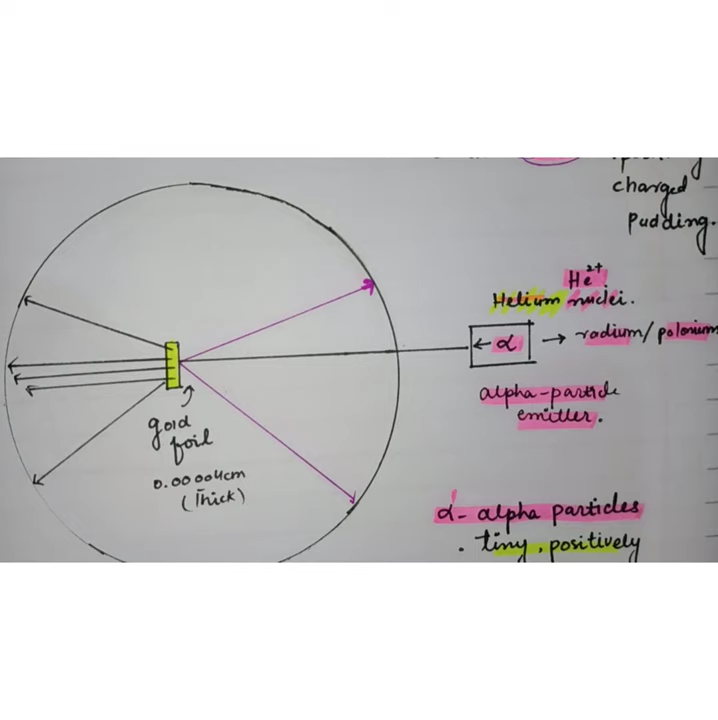 charged
pudding.
He²⁺
Helium nuclei.
← α → radium/polonium
alpha-particle
emitter.
gold
foil
0.00004cm
(Thick)
α- alpha particles
. tiny, positively